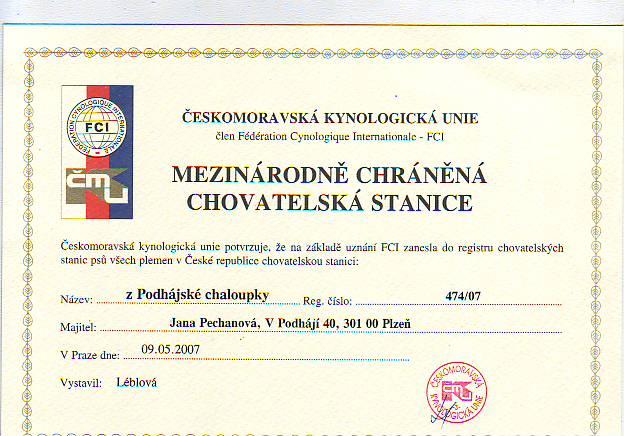 ČESKOMORAVSKÁ KYNOLOGICKÁ UNIE
člen Fédération Cynologique Internationale - FCI
FEDERATION CYNOLOGIQUE INTERNATIONALE
FCI
čmku
MEZINÁRODNĚ CHRÁNĚNÁ
CHOVATELSKÁ STANICE
Českomoravská kynologická unie potvrzuje, že na základě uznání FCI zanesla do registru chovatelských
stanic psů všech plemen v České republice chovatelskou stanici:
Název: z Podhájské chaloupky Reg. číslo: 474/07
Majitel: Jana Pechanová, V Podhájí 40, 301 00 Plzeň
V Praze dne: 09.05.2007
Vystavil: Léblová
ČESKOMORAVSKÁ
KYNOLOGICKÁ UNIE